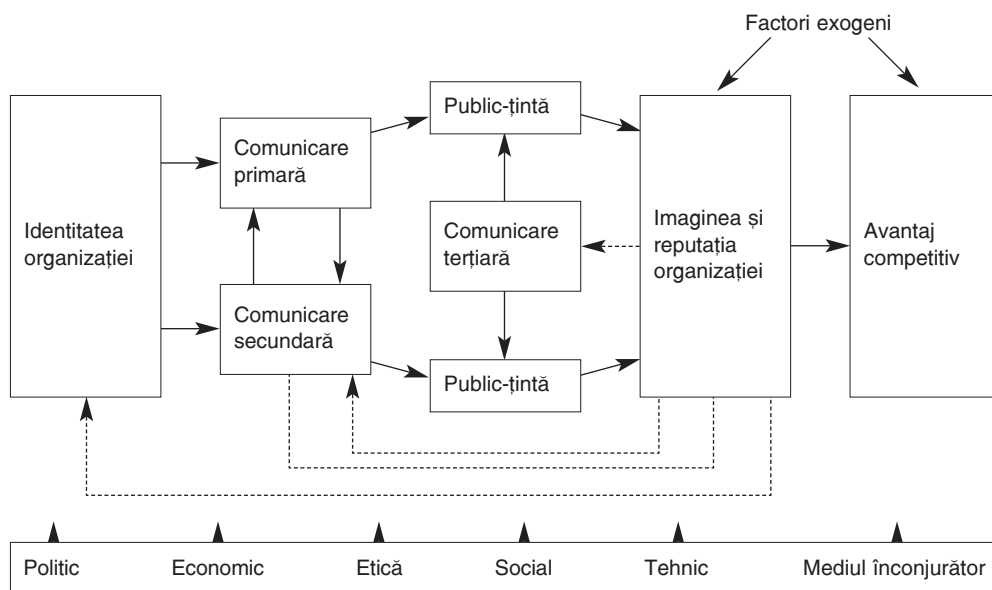 Factori exogeni
Public-țintă
Comunicare
primară
Identitatea
organizației
Comunicare
terțiară
Imaginea și
reputația
organizației
Avantaj
competitiv
Comunicare
secundară
Public-țintă
Politic Economic Etică Social Tehnic Mediul înconjurător